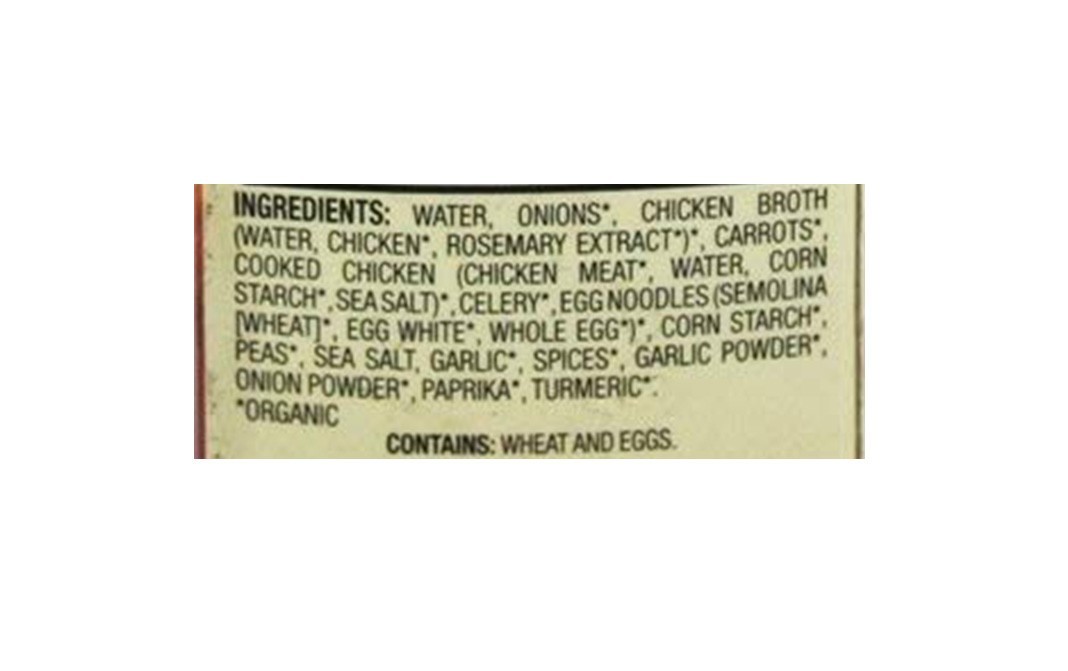 INGREDIENTS: WATER, ONIONS*, CHICKEN BROTH
(WATER, CHICKEN*, ROSEMARY EXTRACT*)*, CARROTS*,
COOKED CHICKEN (CHICKEN MEAT*, WATER, CORN
STARCH*, SEA SALT)*, CELERY*, EGG NOODLES (SEMOLINA
[WHEAT]*, EGG WHITE*, WHOLE EGG*)*, CORN STARCH*,
PEAS*, SEA SALT, GARLIC*, SPICES*, GARLIC POWDER*,
ONION POWDER*, PAPRIKA*, TURMERIC*.
*ORGANIC
CONTAINS: WHEAT AND EGGS.